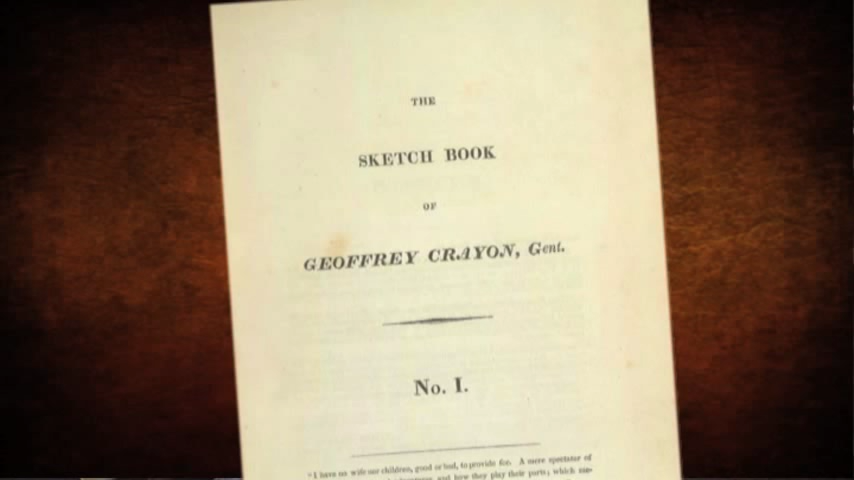 THE
SKETCH BOOK
OF
GEOFFREY CRAYON, Gent.
No. I.
"I have no wife nor children, good or bad, to provide for. A mere spectator of
and how they play their parts; which